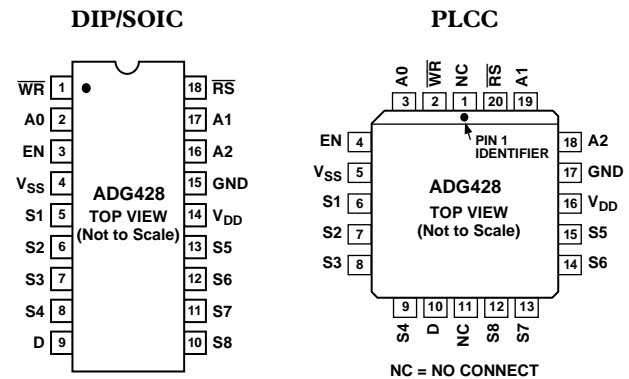 DIP/SOIC
W̅R̅ 1
A0 2
EN 3
VSS 4
S1 5
S2 6
S3 7
S4 8
D 9
ADG428
TOP VIEW
(Not to Scale)
18 R̅S̅
17 A1
16 A2
15 GND
14 VDD
13 S5
12 S6
11 S7
10 S8
PLCC
A0 W̅R̅ NC R̅S̅ A1
3 2 1 20 19
EN 4
VSS 5
S1 6
S2 7
S3 8
PIN 1
IDENTIFIER
ADG428
TOP VIEW
(Not to Scale)
18 A2
17 GND
16 VDD
15 S5
14 S6
9 10 11 12 13
S4 D NC S8 S7
NC = NO CONNECT